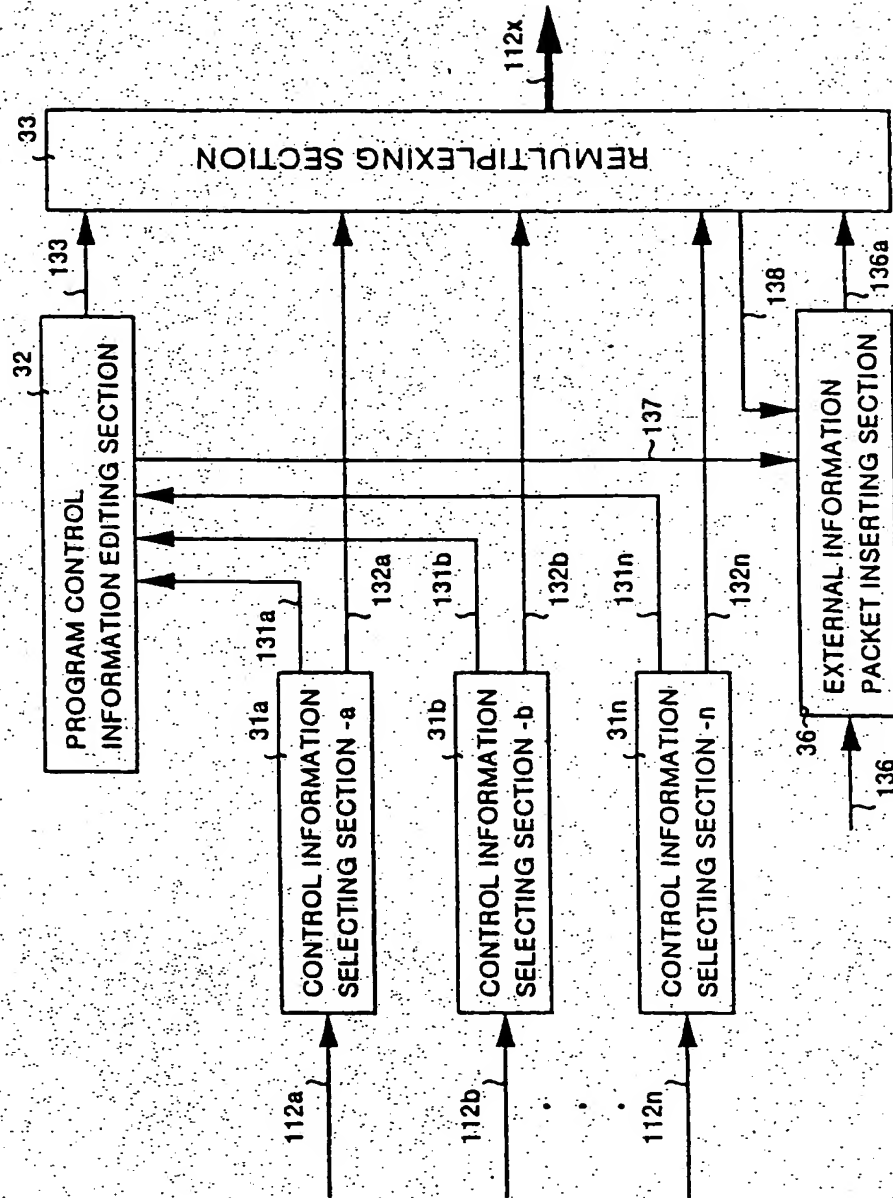 33
REMULTIPLEXING SECTION
112x
133
32
PROGRAM CONTROL
INFORMATION EDITING SECTION
138
136a
137
131a
132a
131b
132b
131n
132n
31a
CONTROL INFORMATION
SELECTING SECTION -a
31b
CONTROL INFORMATION
SELECTING SECTION -b
31n
CONTROL INFORMATION
SELECTING SECTION -n
36
EXTERNAL INFORMATION
PACKET INSERTING SECTION
136
112a
112b
112n